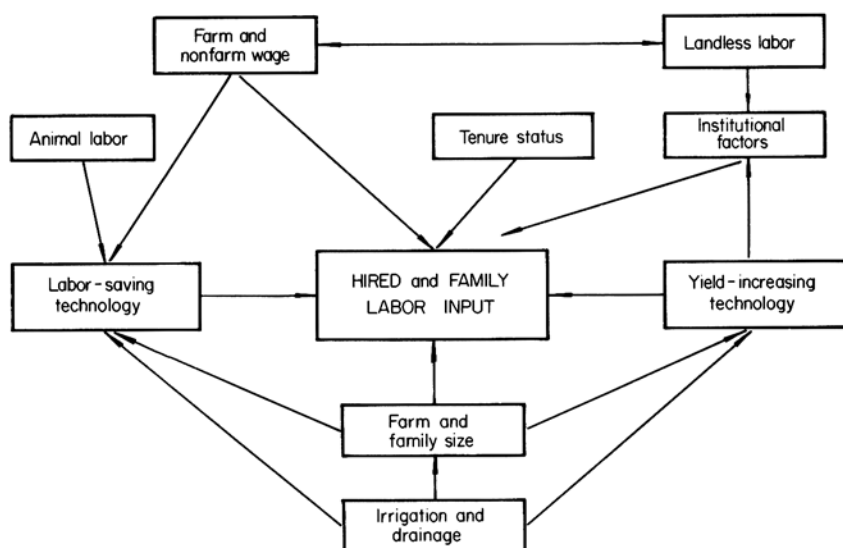 Farm and
nonfarm wage
Landless labor
Animal labor
Tenure status
Institutional
factors
Labor-saving
technology
HIRED and FAMILY
LABOR INPUT
Yield-increasing
technology
Farm and
family size
Irrigation and
drainage